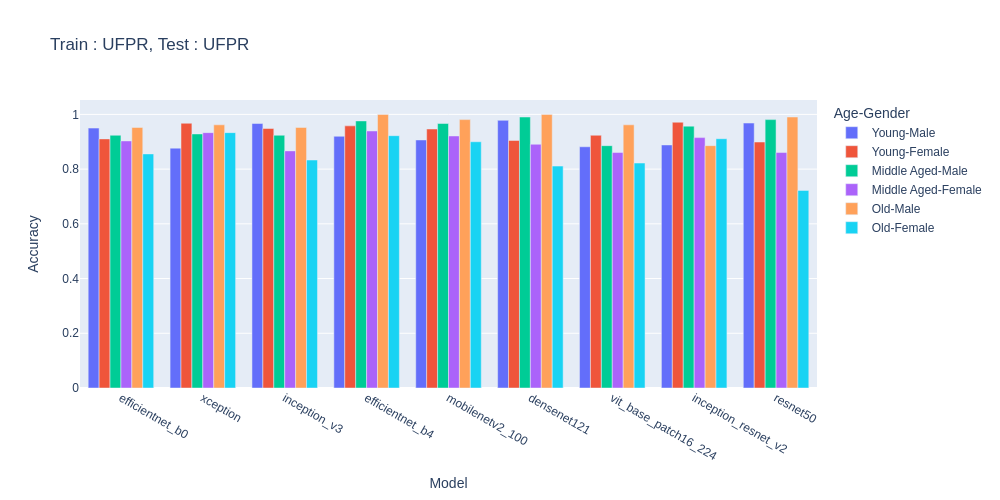 Train : UFPR, Test : UFPR
Accuracy
1
0.8
0.6
0.4
0.2
0
efficientnet_b0
xception
inception_v3
efficientnet_b4
mobilenetv2_100
densenet121
vit_base_patch16_224
inception_resnet_v2
resnet50
Model
Age-Gender
Young-Male
Young-Female
Middle Aged-Male
Middle Aged-Female
Old-Male
Old-Female